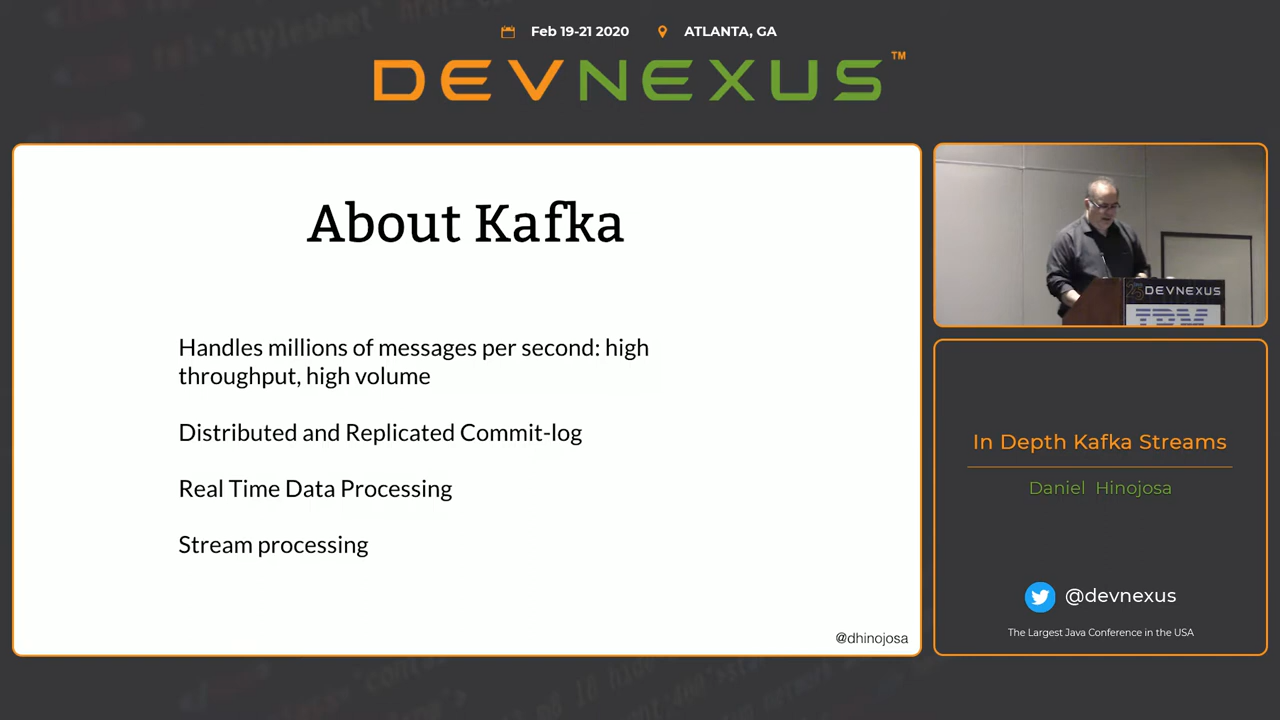 Feb 19-21 2020 ATLANTA, GA
DEVNEXUS™
About Kafka
Handles millions of messages per second: high
throughput, high volume
Distributed and Replicated Commit-log
Real Time Data Processing
Stream processing
@dhinojosa
DEVNEXUS
IBM
In Depth Kafka Streams
Daniel Hinojosa
@devnexus
The Largest Java Conference in the USA